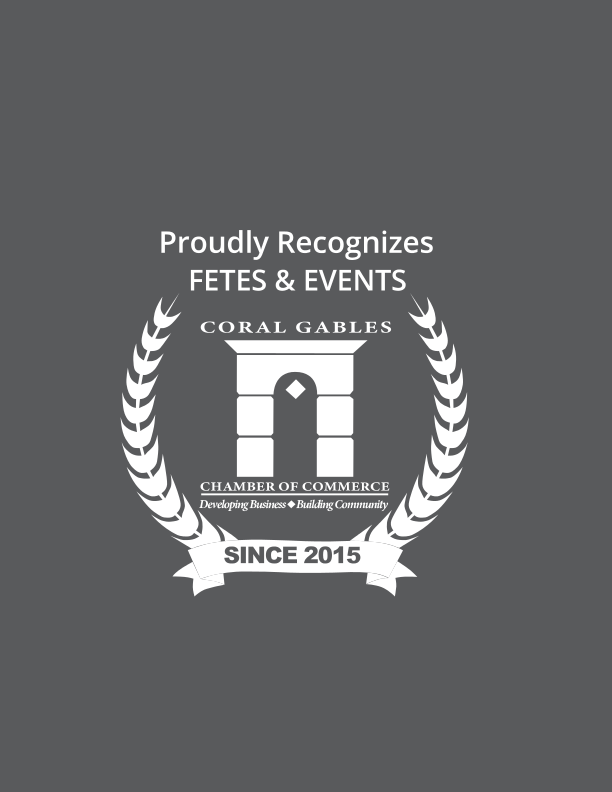 Proudly Recognizes
FETES & EVENTS
CORAL GABLES
CHAMBER OF COMMERCE
Developing Business ◆ Building Community
SINCE 2015